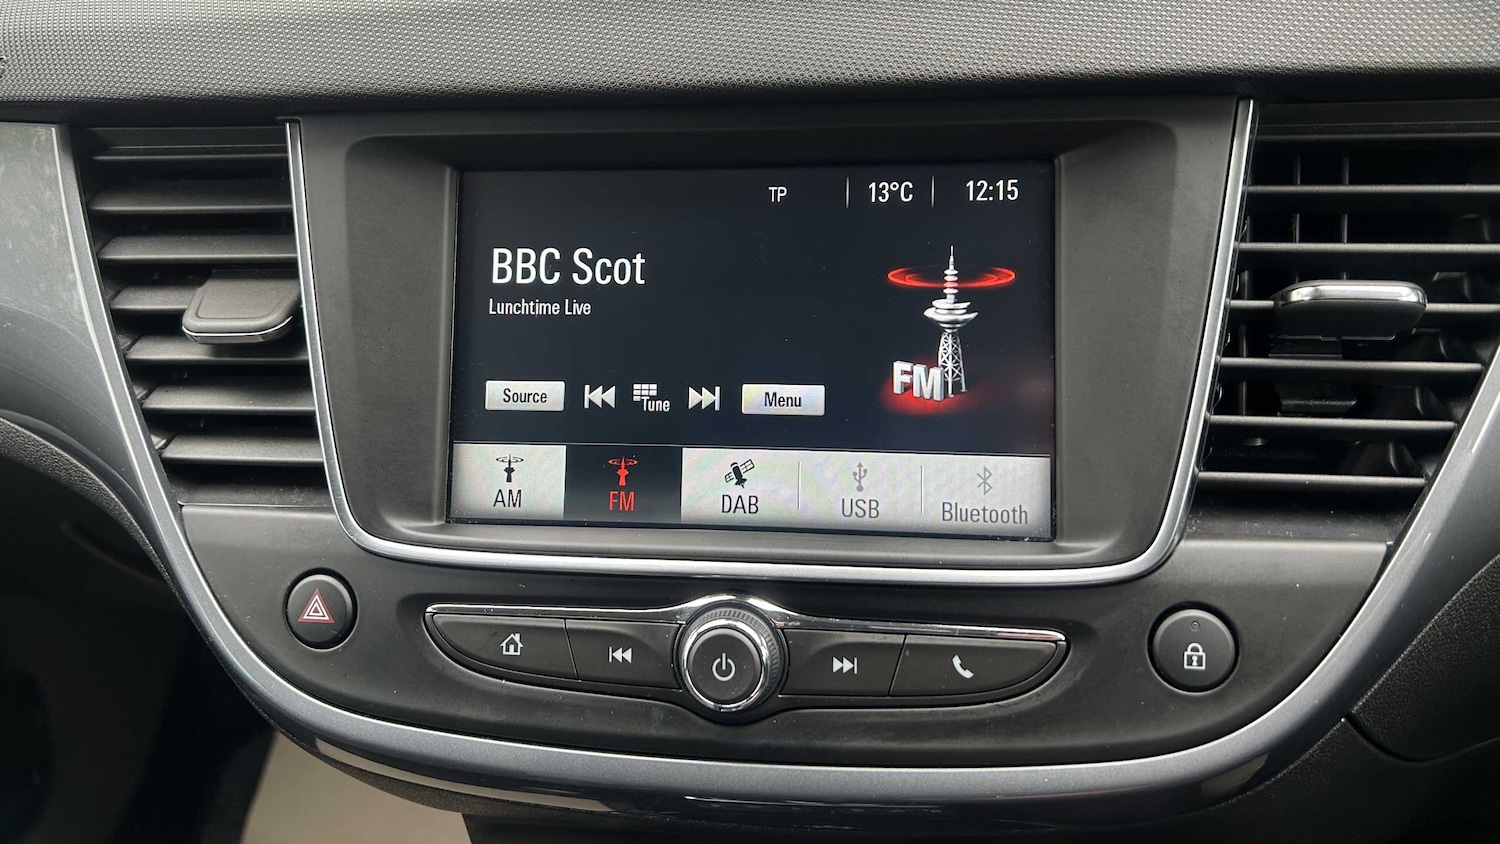 TP 13°C 12:15
BBC Scot
Lunchtime Live
FM
Source Tune Menu
AM FM DAB USB Bluetooth